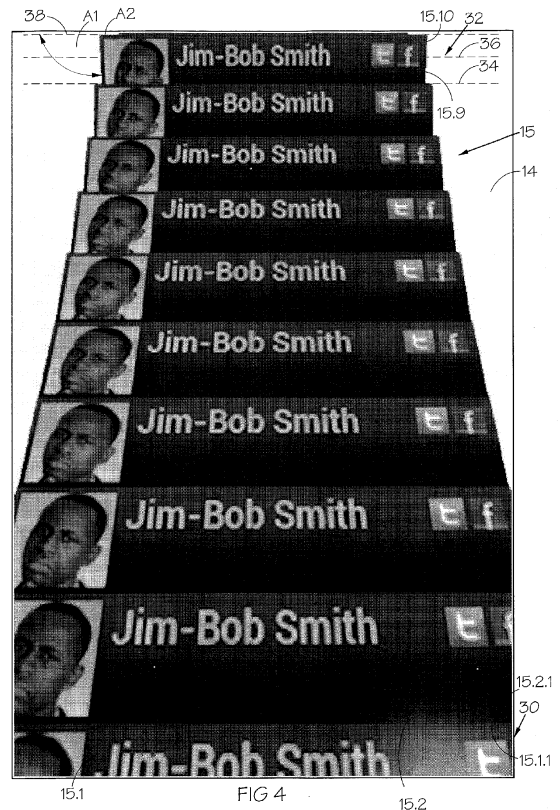 38 A1 A2 15.10 32
Jim-Bob Smith t f 36
34
15.9
Jim-Bob Smith t f
15
Jim-Bob Smith t f
14
Jim-Bob Smith t f
Jim-Bob Smith t f
Jim-Bob Smith t f
Jim-Bob Smith t f
Jim-Bob Smith t f
Jim-Bob Smith t f
15.2.1
30
Jim-Bob Smith t
15.1.1
15.1 FIG 4 15.2